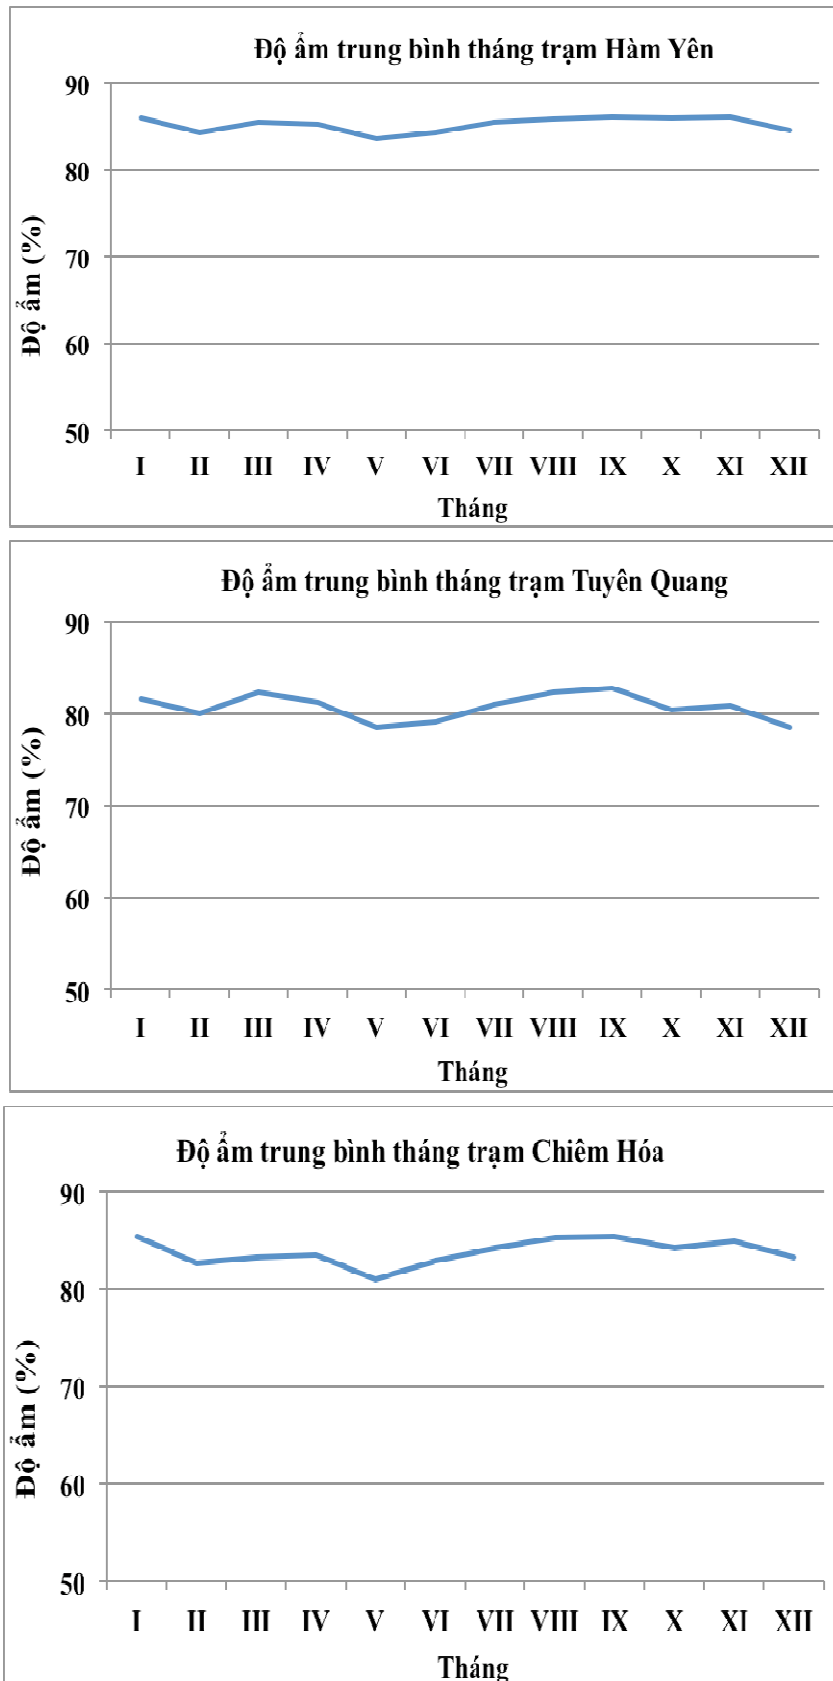 Độ ẩm trung bình tháng trạm Hàm Yên
90
80
70
60
50
Độ ẩm (%)
I II III IV V VI VII VIII IX X XI XII
Tháng
Độ ẩm trung bình tháng trạm Tuyên Quang
90
80
70
60
50
Độ ẩm (%)
I II III IV V VI VII VIII IX X XI XII
Tháng
Độ ẩm trung bình tháng trạm Chiêm Hóa
90
80
70
60
50
Độ ẩm (%)
I II III IV V VI VII VIII IX X XI XII
Tháng